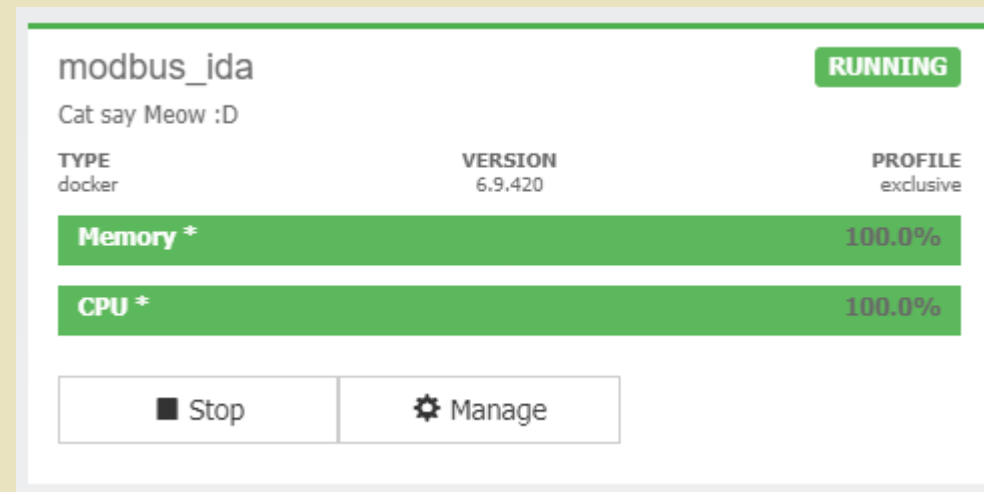 modbus_ida RUNNING
Cat say Meow :D
TYPE VERSION PROFILE
docker 6.9.420 exclusive
Memory * 100.0%
CPU * 100.0%
Stop Manage